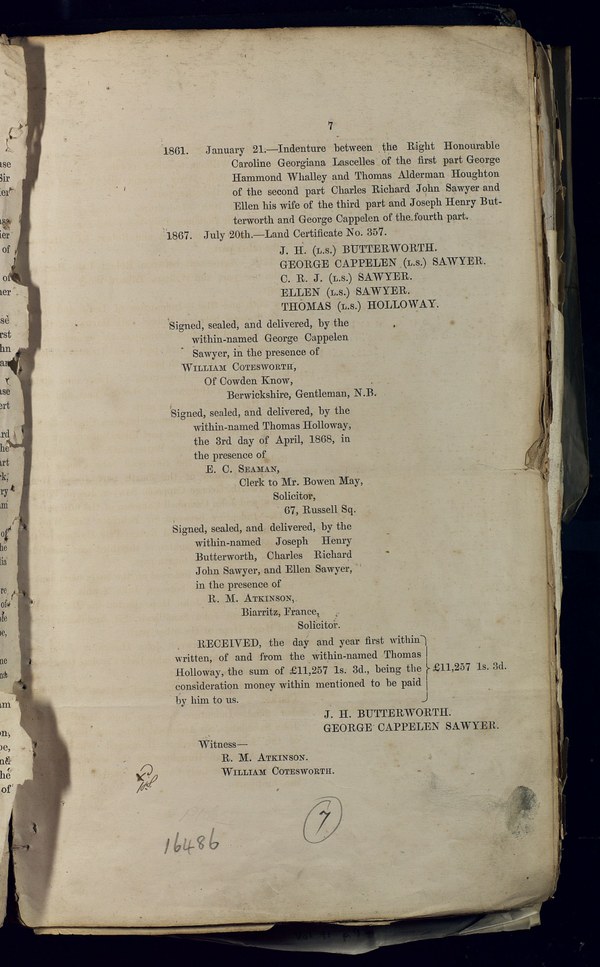 7
1861. January 21.—Indenture between the Right Honourable
Caroline Georgiana Lascelles of the first part George
Hammond Whalley and Thomas Alderman Houghton
of the second part Charles Richard John Sawyer and
Ellen his wife of the third part and Joseph Henry But-
terworth and George Cappelen of the fourth part.
1867. July 20th.—Land Certificate No. 357.
J. H. (L.S.) BUTTERWORTH.
GEORGE CAPPELEN (L.S.) SAWYER.
C. R. J. (L.S.) SAWYER.
ELLEN (L.S.) SAWYER.
THOMAS (L.S.) HOLLOWAY.
Signed, sealed, and delivered, by the
within-named George Cappelen
Sawyer, in the presence of
WILLIAM COTESWORTH,
Of Cowden Know,
Berwickshire, Gentleman, N.B.
Signed, sealed, and delivered, by the
within-named Thomas Holloway,
the 3rd day of April, 1868, in
the presence of
E. C. SEAMAN,
Clerk to Mr. Bowen May,
Solicitor,
67, Russell Sq.
Signed, sealed, and delivered, by the
within-named Joseph Henry
Butterworth, Charles Richard
John Sawyer, and Ellen Sawyer,
in the presence of
R. M. ATKINSON,
Biarritz, France,
Solicitor.
RECEIVED, the day and year first within
written, of and from the within-named Thomas
Holloway, the sum of £11,257 1s. 3d., being the
consideration money within mentioned to be paid
by him to us.
£11,257 1s. 3d.
J. H. BUTTERWORTH.
GEORGE CAPPELEN SAWYER.
Witness—
R. M. ATKINSON.
WILLIAM COTESWORTH.
7
16486